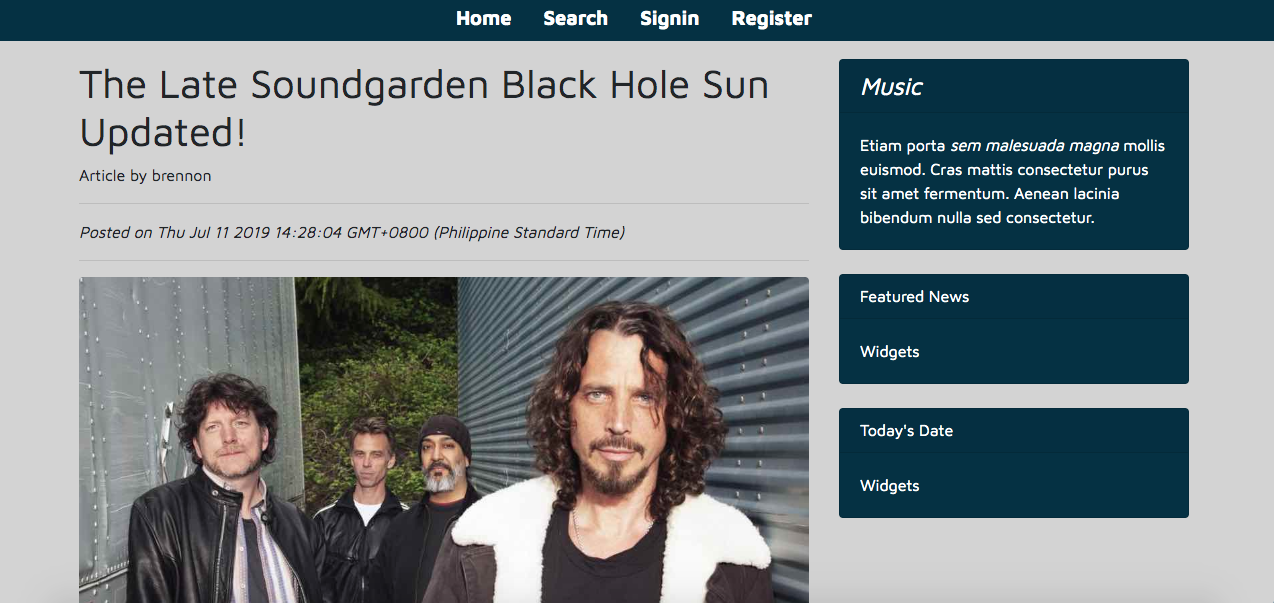 Home Search Signin Register
The Late Soundgarden Black Hole Sun
Updated!
Article by brennon
Posted on Thu Jul 11 2019 14:28:04 GMT+0800 (Philippine Standard Time)
Music
Etiam porta sem malesuada magna mollis
euismod. Cras mattis consectetur purus
sit amet fermentum. Aenean lacinia
bibendum nulla sed consectetur.
Featured News
Widgets
Today's Date
Widgets